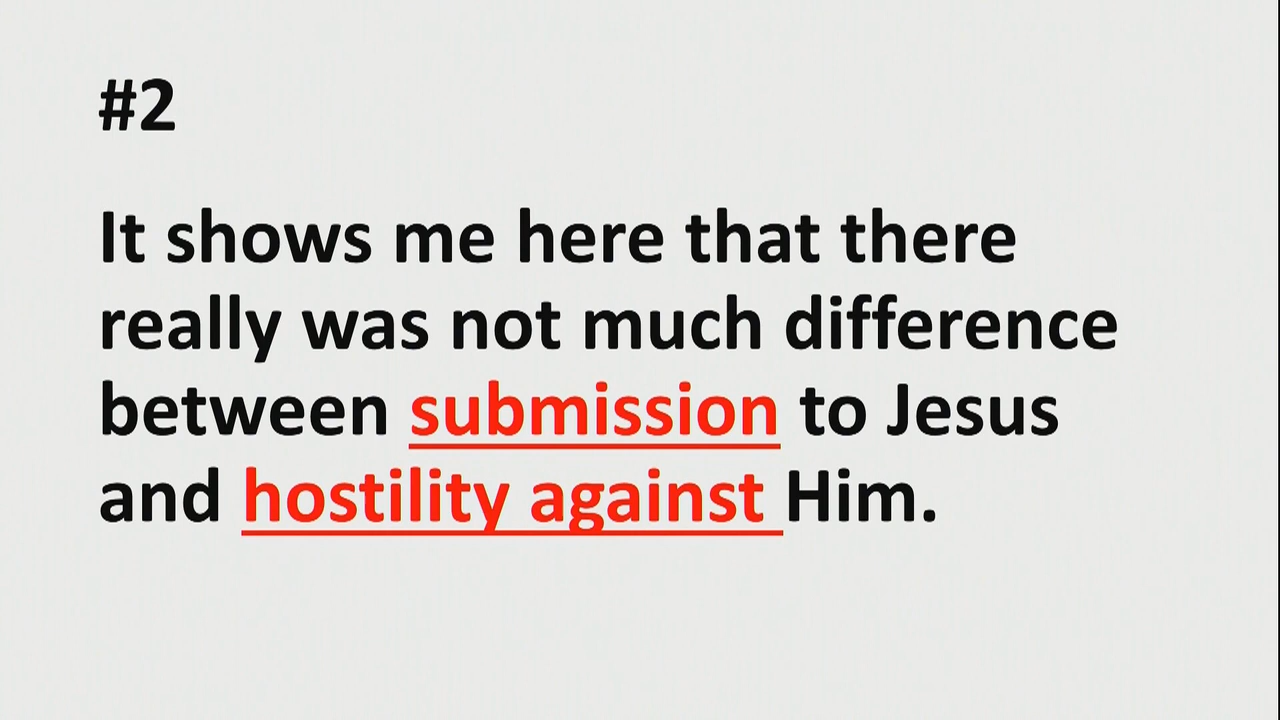 #2
It shows me here that there
really was not much difference
between submission to Jesus
and hostility against Him.